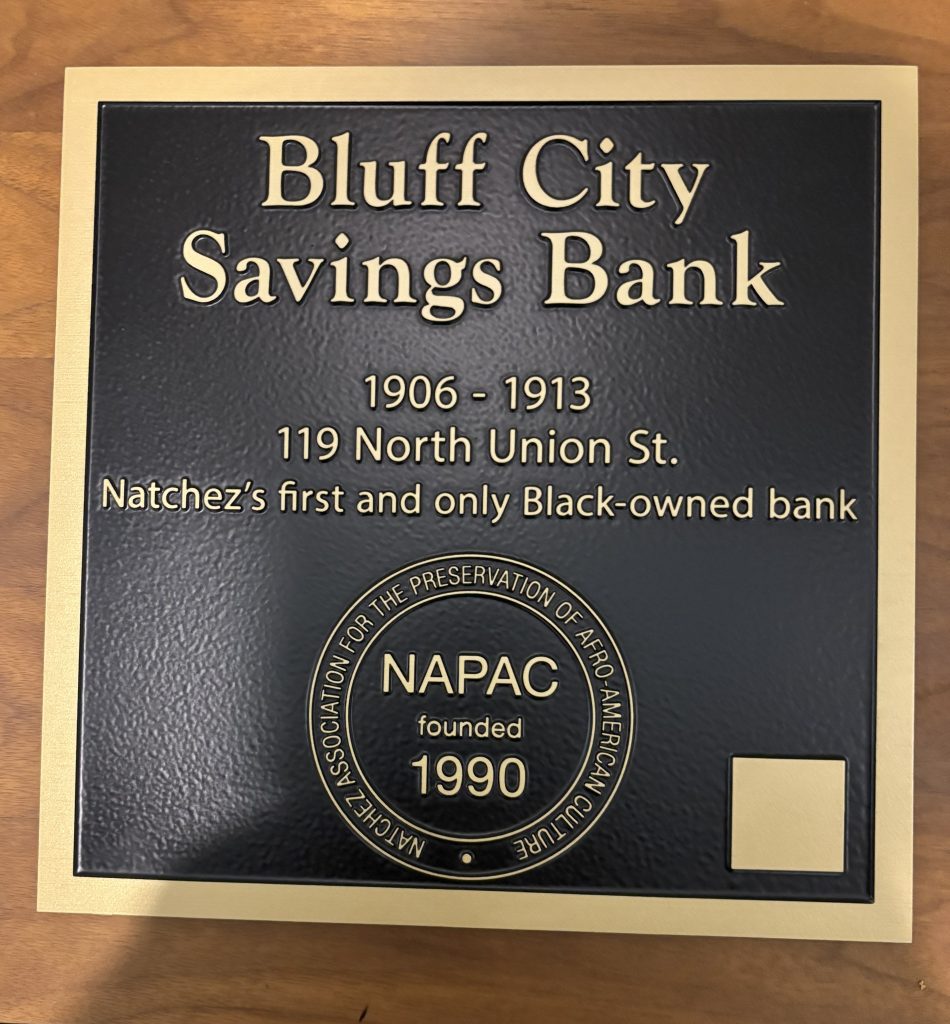 Bluff City
Savings Bank
1906 - 1913
119 North Union St.
Natchez's first and only Black-owned bank
NATCHEZ ASSOCIATION FOR THE PRESERVATION OF AFRO-AMERICAN CULTURE
NAPAC
founded
1990